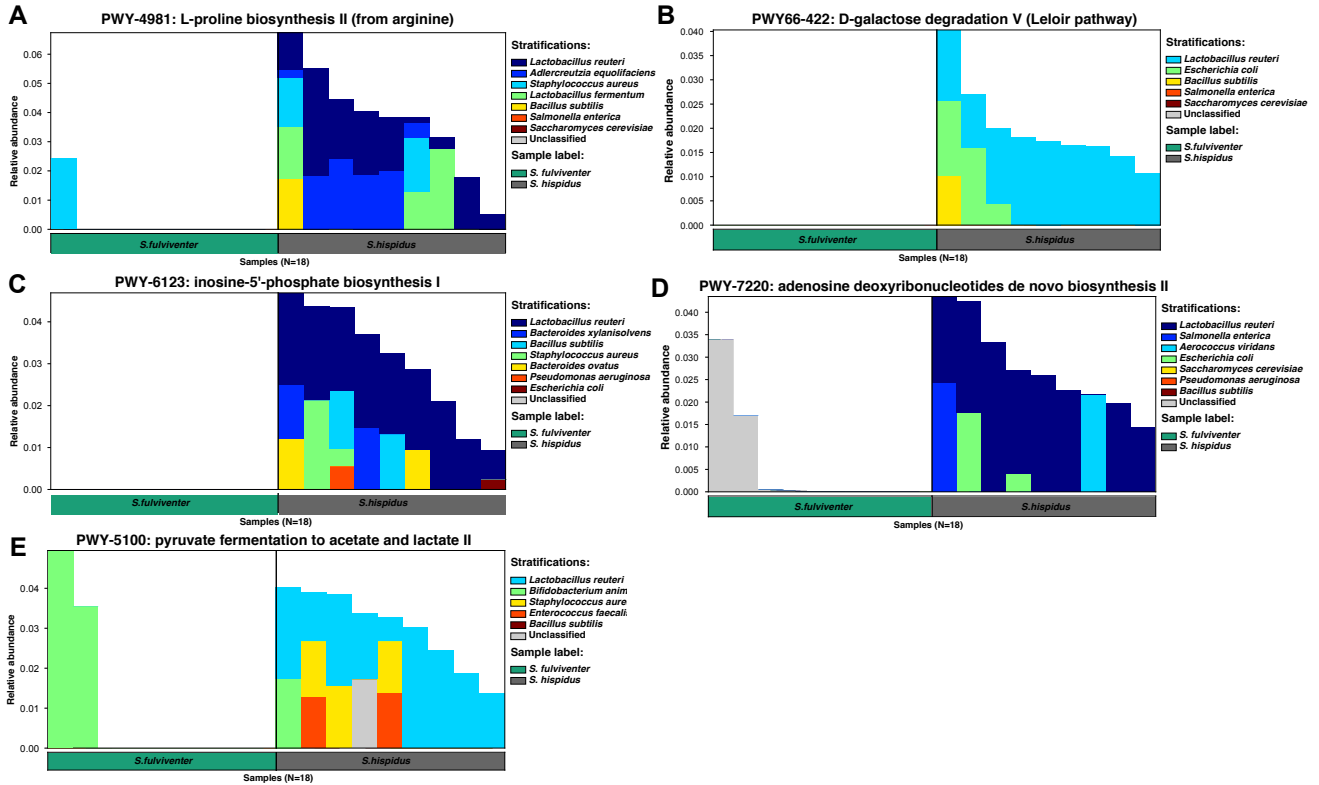 A
PWY-4981: L-proline biosynthesis II (from arginine)
Relative abundance
0.06
0.05
0.04
0.03
0.02
0.01
0.00
S.fulviventer
S.hispidus
Samples (N=18)
Stratifications:
Lactobacillus reuteri
Adlercreutzia equolifaciens
Staphylococcus aureus
Lactobacillus fermentum
Bacillus subtilis
Salmonella enterica
Saccharomyces cerevisiae
Unclassified
Sample label:
S. fulviventer
S. hispidus
B
PWY66-422: D-galactose degradation V (Leloir pathway)
Relative abundance
0.040
0.035
0.030
0.025
0.020
0.015
0.010
0.005
0.000
S.fulviventer
S.hispidus
Samples (N=18)
Stratifications:
Lactobacillus reuteri
Escherichia coli
Bacillus subtilis
Salmonella enterica
Saccharomyces cerevisiae
Unclassified
Sample label:
S.fulviventer
S.hispidus
C
PWY-6123: inosine-5'-phosphate biosynthesis I
Relative abundance
0.04
0.03
0.02
0.01
0.00
S.fulviventer
S.hispidus
Samples (N=18)
Stratifications:
Lactobacillus reuteri
Bacteroides xylanisolvens
Bacillus subtilis
Staphylococcus aureus
Bacteroides ovatus
Pseudomonas aeruginosa
Escherichia coli
Unclassified
Sample label:
S. fulviventer
S. hispidus
D
PWY-7220: adenosine deoxyribonucleotides de novo biosynthesis II
Relative abundance
0.040
0.035
0.030
0.025
0.020
0.015
0.010
0.005
0.000
S.fulviventer
S.hispidus
Samples (N=18)
Stratifications:
Lactobacillus reuteri
Salmonella enterica
Aerococcus viridans
Escherichia coli
Saccharomyces cerevisiae
Pseudomonas aeruginosa
Bacillus subtilis
Unclassified
Sample label:
S. fulviventer
S. hispidus
E
PWY-5100: pyruvate fermentation to acetate and lactate II
Relative abundance
0.04
0.03
0.02
0.01
0.00
S.fulviventer
S.hispidus
Samples (N=18)
Stratifications:
Lactobacillus reuteri
Bifidobacterium anim
Staphylococcus aure
Enterococcus faecali
Bacillus subtilis
Unclassified
Sample label:
S. fulviventer
S. hispidus